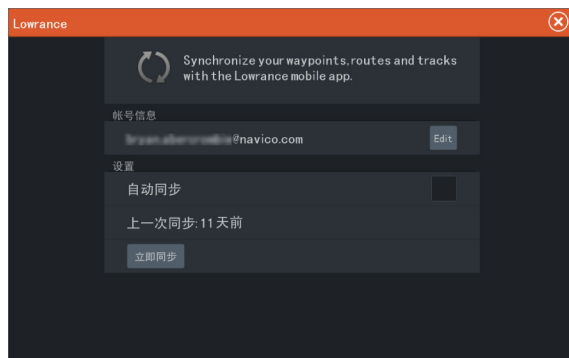 Lowrance
Synchronize your waypoints, routes and tracks
with the Lowrance mobile app.
帐号信息
@navico.com
Edit
设置
自动同步
上一次同步: 11 天前
立即同步